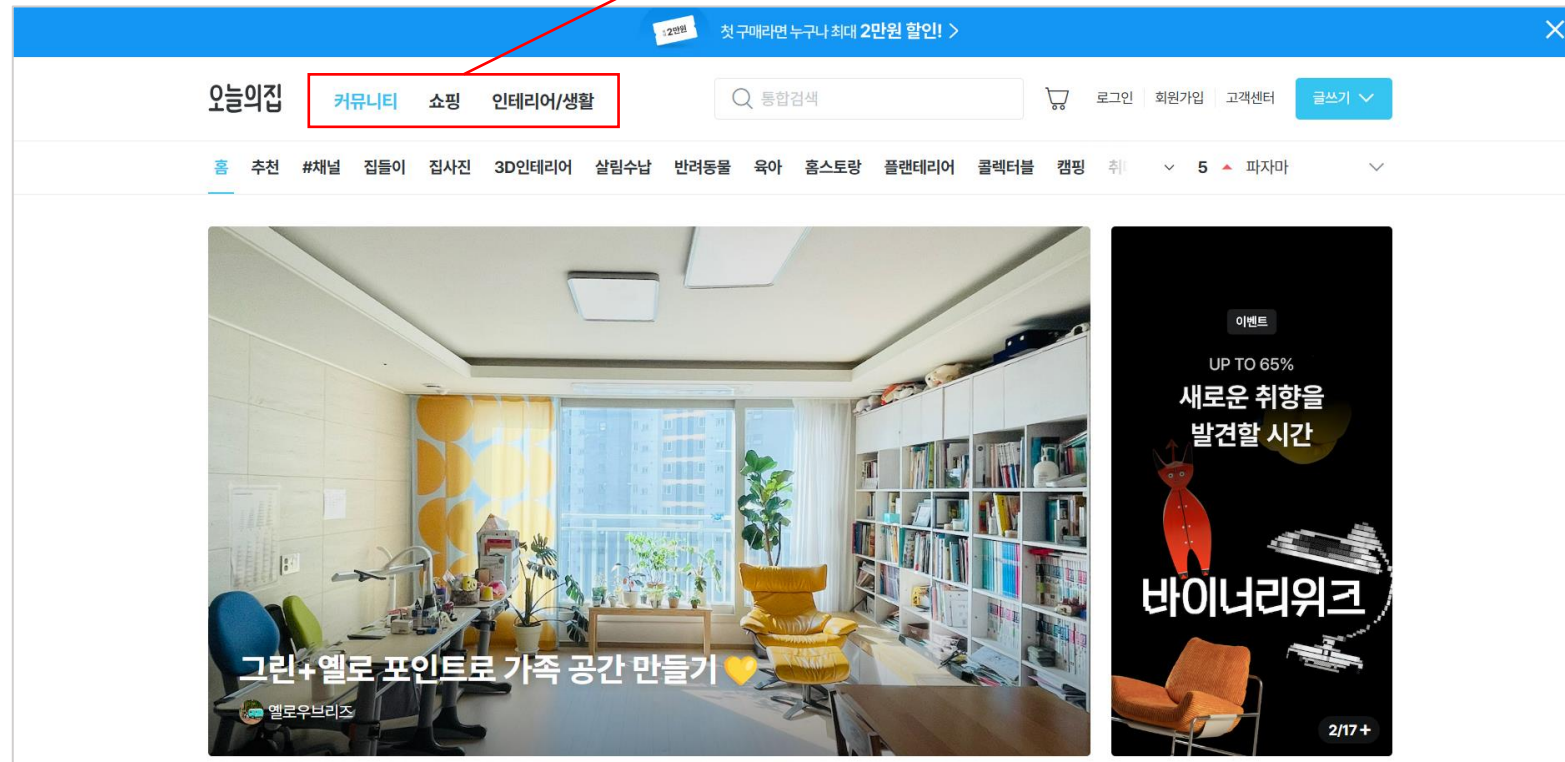 2만원 첫 구매라면 누구나 최대 2만원 할인! >
오늘의집 커뮤니티 쇼핑 인테리어/생활 통합검색 로그인 회원가입 고객센터 글쓰기
홈 추천 #채널 집들이 집사진 3D인테리어 살림수납 반려동물 육아 홈스토랑 플랜테리어 콜렉터블 캠핑 5 파자마
이벤트
UP TO 65%
새로운 취향을
발견할 시간
바이너리위크
그린+옐로 포인트로 가족 공간 만들기 💛
옐로우브리즈
2/17 +